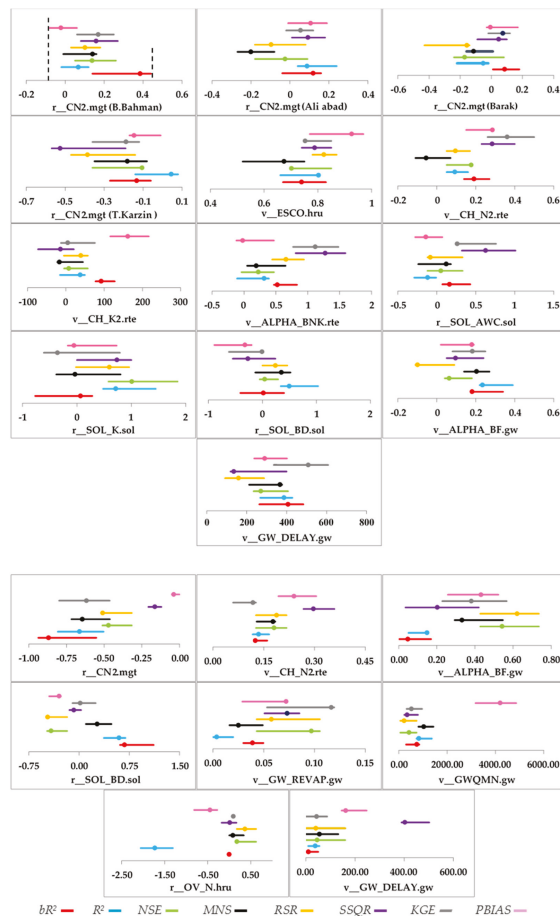 -0.2 0 0.2 0.4 0.6
-0.4 -0.2 0 0.2 0.4
-0.6 -0.4 -0.2 0 0.2 0.4
r__CN2.mgt (B.Bahman)
r__CN2.mgt (Ali abad)
r__CN2.mgt (Barak)
-0.7 -0.5 -0.3 -0.1 0.1
0.2 0.4 0.6 0.8 1
-0.2 0 0.2 0.4 0.6
r__CN2.mgt (T.Karzin )
v__ESCO.hru
v__CH_N2.rte
-100 0 100 200 300
-0.5 0 0.5 1 1.5 2
-0.5 0 0.5 1 1.5
v__CH_K2.rte
v__ALPHA_BNK.rte
r__SOL_AWC.sol
-1 0 1 2
-1 0 1 2
-0.2 0 0.2 0.4 0.6
r__SOL_K.sol
r__SOL_BD.sol
v__ALPHA_BF.gw
0 200 400 600 800
v__GW_DELAY.gw
-1.00 -0.75 -0.50 -0.25 0.00
0.00 0.15 0.30 0.45
0.00 0.20 0.40 0.60 0.80
r__CN2.mgt
v__CH_N2.rte
v__ALPHA_BF.gw
-0.75 0.00 0.75 1.50
0.00 0.05 0.10 0.15
0.00 2000.00 4000.00 6000.00
r__SOL_BD.sol
v__GW_REVAP.gw
v__GWQMN.gw
-2.50 -1.50 -0.50 0.50
0.00 200.00 400.00 600.00
r__OV_N.hru
v__GW_DELAY.gw
bR² R² NSE MNS RSR SSQR KGE PBIAS